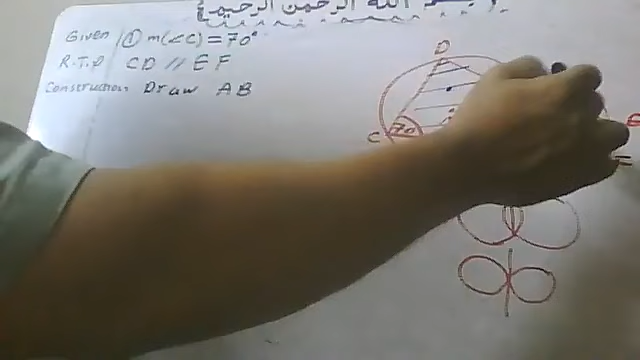 بسم الله الرحمن الرحيم
Given ① m(∠C) = 70°
R.T.P CD // EF
Construction Draw AB
D
C 70
E